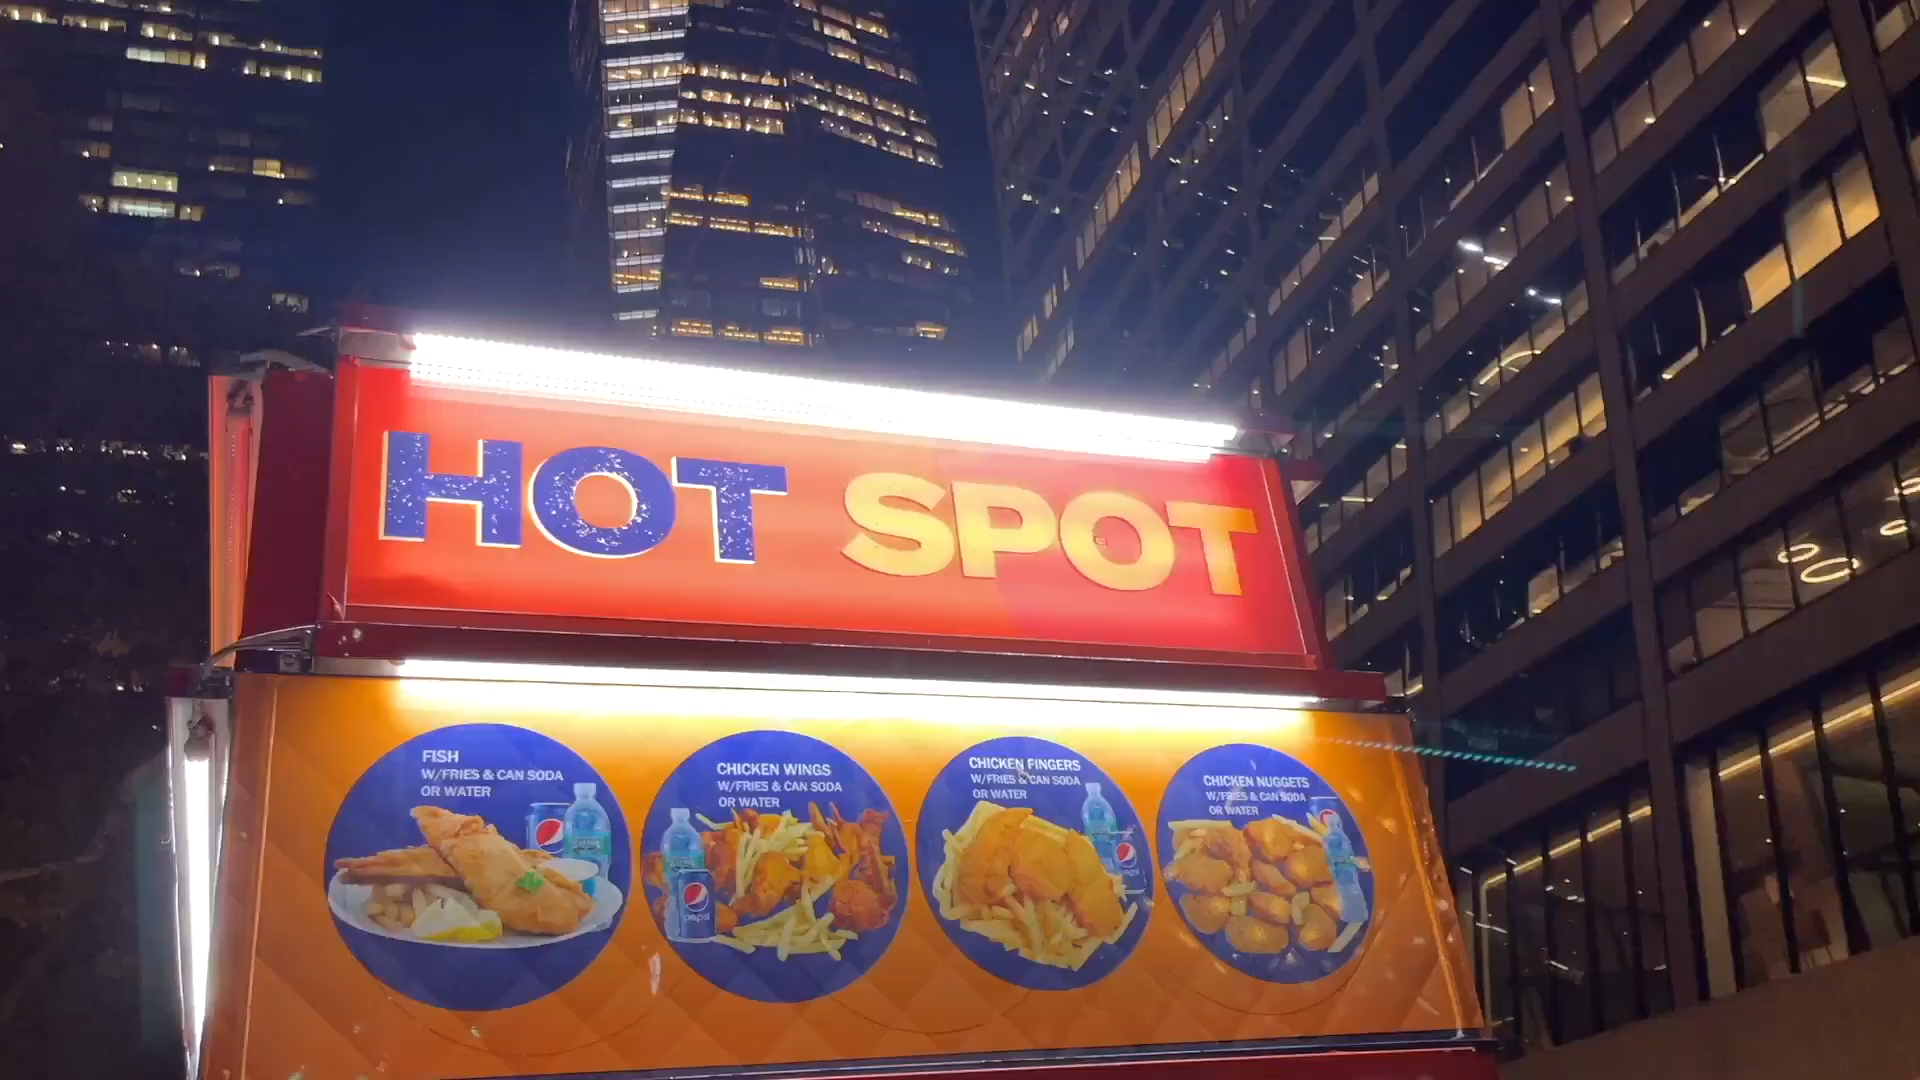 HOT SPOT
FISH
W/FRIES & CAN SODA
OR WATER
CHICKEN WINGS
W/FRIES & CAN SODA
OR WATER
pepsi
CHICKEN FINGERS
W/FRIES & CAN SODA
OR WATER
CHICKEN NUGGETS
W/FRIES & CAN SODA
OR WATER